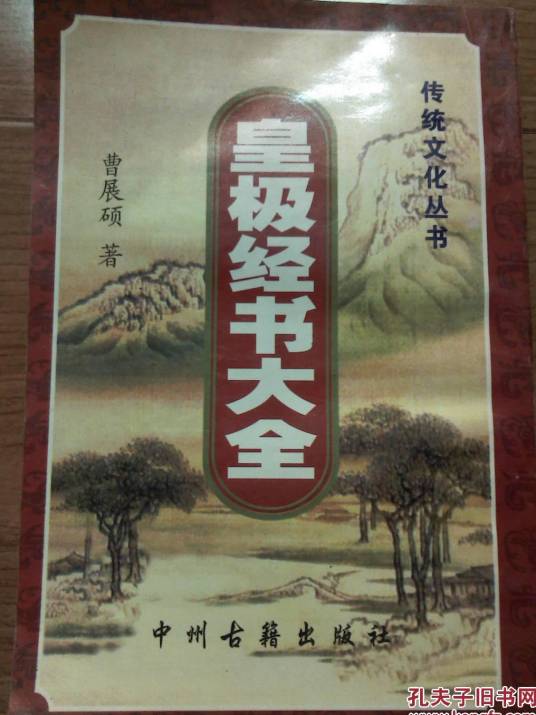 传统文化丛书
皇极经书大全
曹展硕 著
中州古籍出版社
孔夫子旧书网